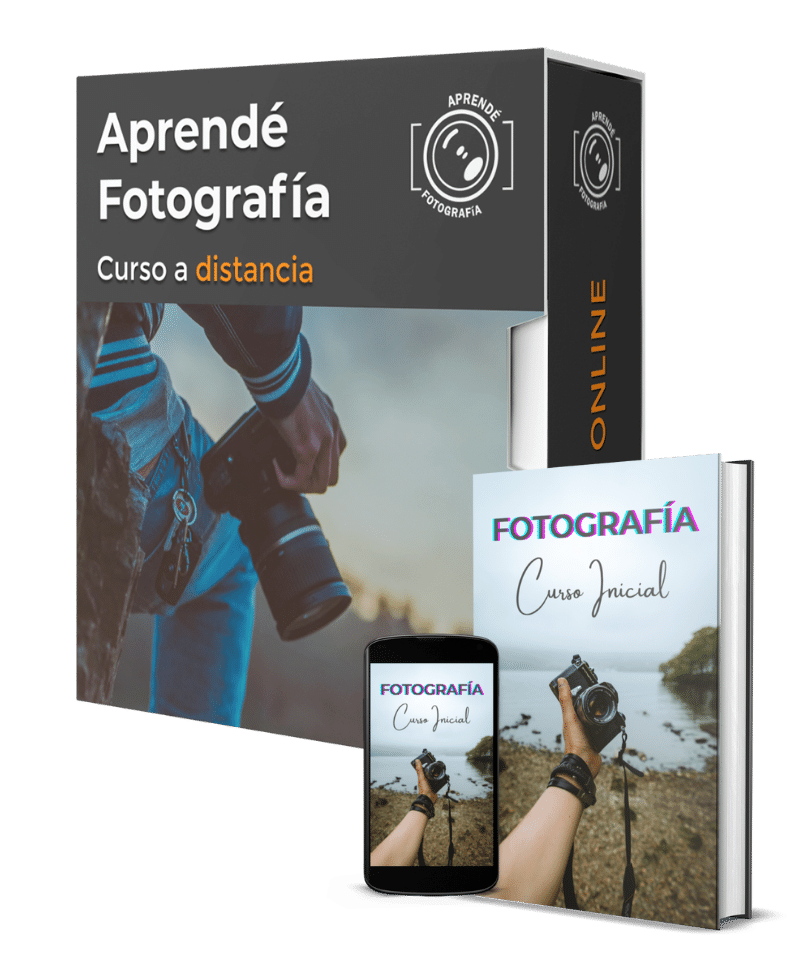 Aprendé
Fotografía
Curso a distancia
APRENDÉ
FOTOGRAFÍA
APRENDÉ
FOTOGRAFÍA
ONLINE
FOTOGRAFÍA
Curso Inicial
FOTOGRAFÍA
Curso Inicial